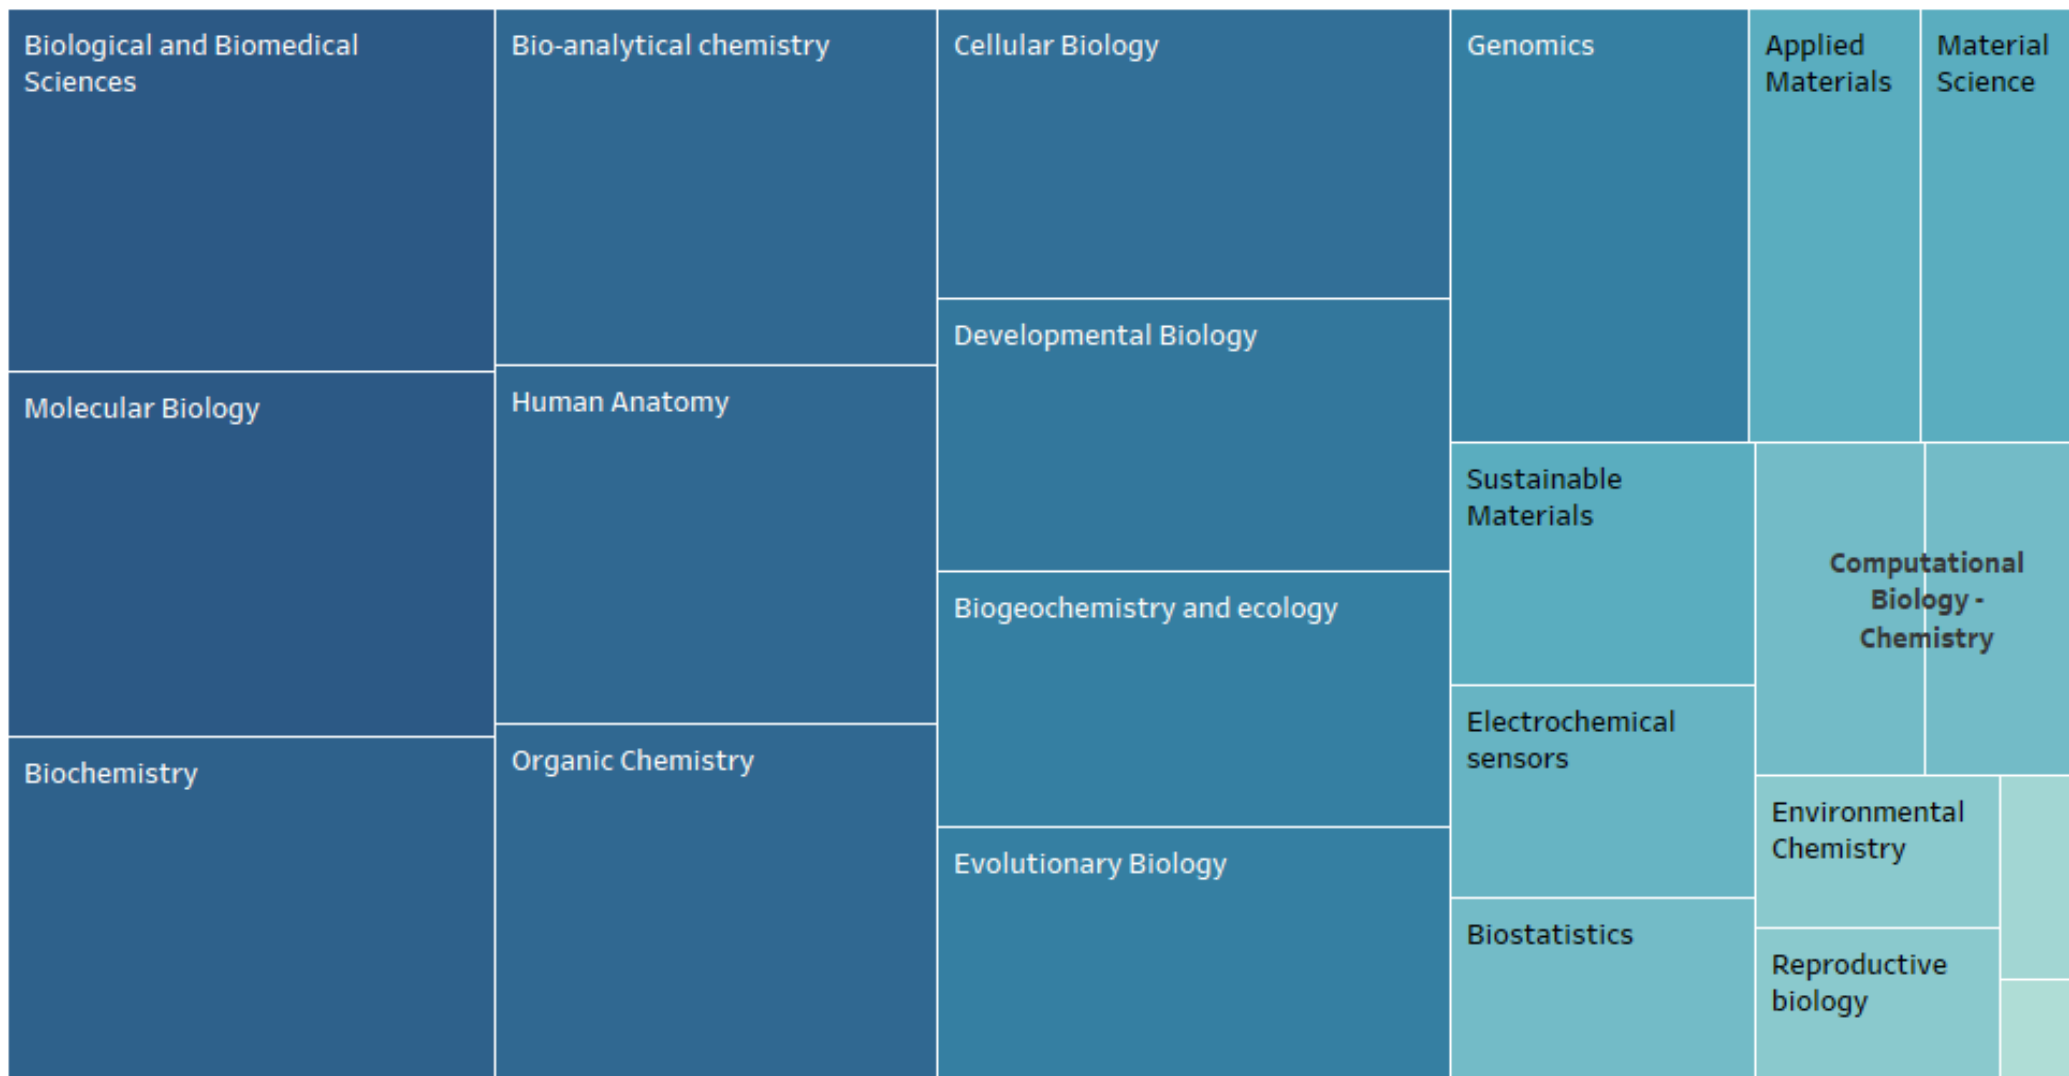 Biological and Biomedical
Sciences
Molecular Biology
Biochemistry
Bio-analytical chemistry
Human Anatomy
Organic Chemistry
Cellular Biology
Developmental Biology
Biogeochemistry and ecology
Evolutionary Biology
Genomics
Applied
Materials
Material
Science
Sustainable
Materials
Electrochemical
sensors
Biostatistics
Computational
Biology -
Chemistry
Environmental
Chemistry
Reproductive
biology